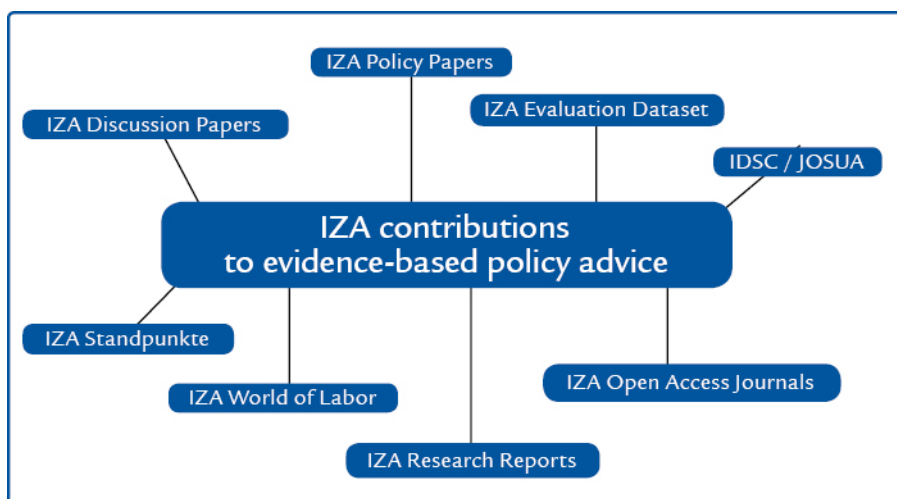 IZA Policy Papers
IZA Evaluation Dataset
IZA Discussion Papers
IDSC / JOSUA
IZA contributions
to evidence-based policy advice
IZA Standpunkte
IZA World of Labor
IZA Open Access Journals
IZA Research Reports